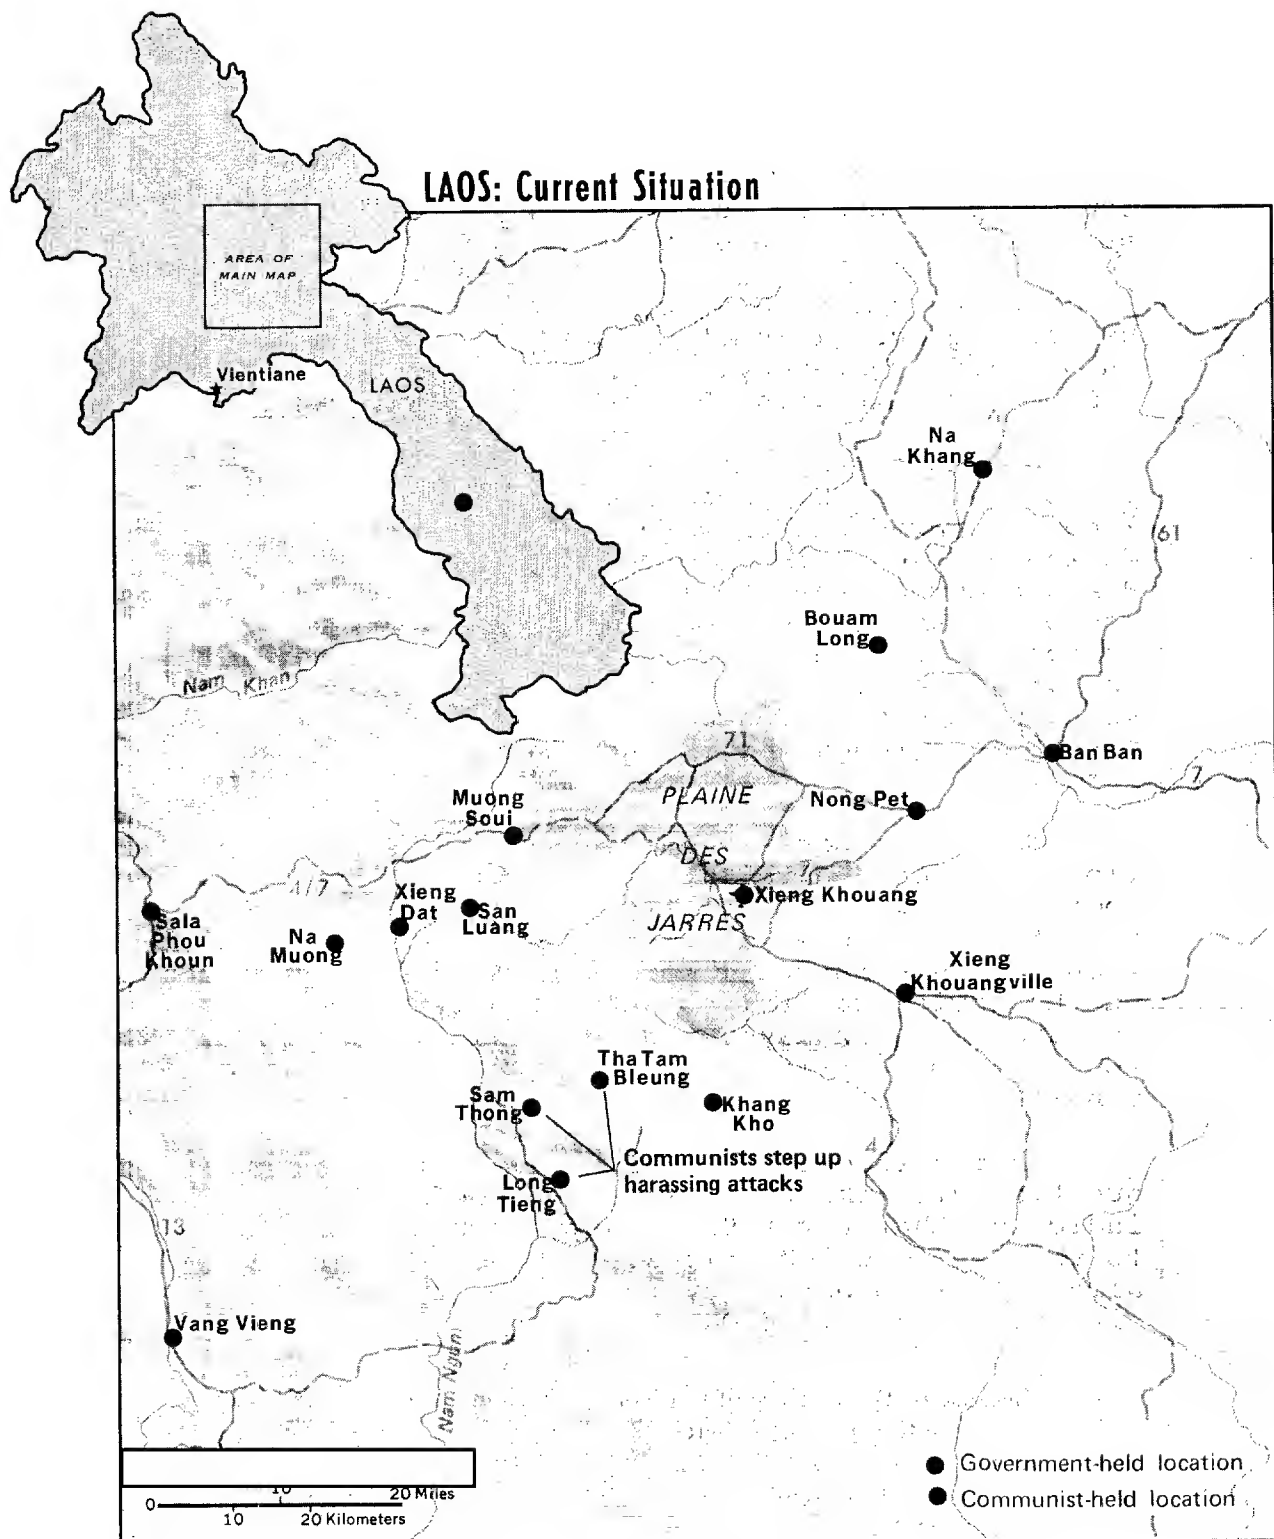 LAOS: Current Situation
AREA OF
MAIN MAP
Vientiane
LAOS
Na
Khang
61
Bouam
Long
Nam Khan
71
Ban Ban
7
PLAINE
Nong Pet
Muong
Soui
DES
7
Xieng
Dat
San
Luang
Xieng Khouang
JARRES
Sala
Phou
Khoun
Na
Muong
Xieng
Khouangville
Tha Tam
Bleung
Sam
Thong
Khang
Kho
4
Communists step up
harassing attacks
Long
Tieng
13
Vang Vieng
Nam Ngum
10
20 Miles
0
10
20 Kilometers
Government-held location
Communist-held location